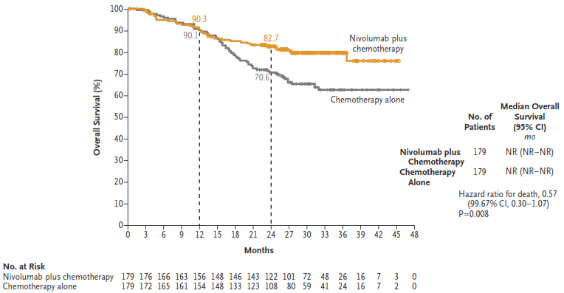 100
90
80
70
60
50
40
30
20
10
0
Overall Survival (%)
90.3
90.1
82.7
70.6
Nivolumab plus
chemotherapy
Chemotherapy alone
0 3 6 9 12 15 18 21 24 27 30 33 36 39 42 45 48
Months
No. of
Patients
Median Overall
Survival
(95% CI)
mo
Nivolumab plus
Chemotherapy
179 NR (NR–NR)
Chemotherapy
Alone
179 NR (NR–NR)
Hazard ratio for death, 0.57
(99.67% CI, 0.30–1.07)
P=0.008
No. at Risk
Nivolumab plus chemotherapy 179 176 166 163 156 148 146 143 122 101 72 48 26 16 7 3 0
Chemotherapy alone 179 172 165 161 154 148 133 123 108 80 59 41 24 16 7 2 0